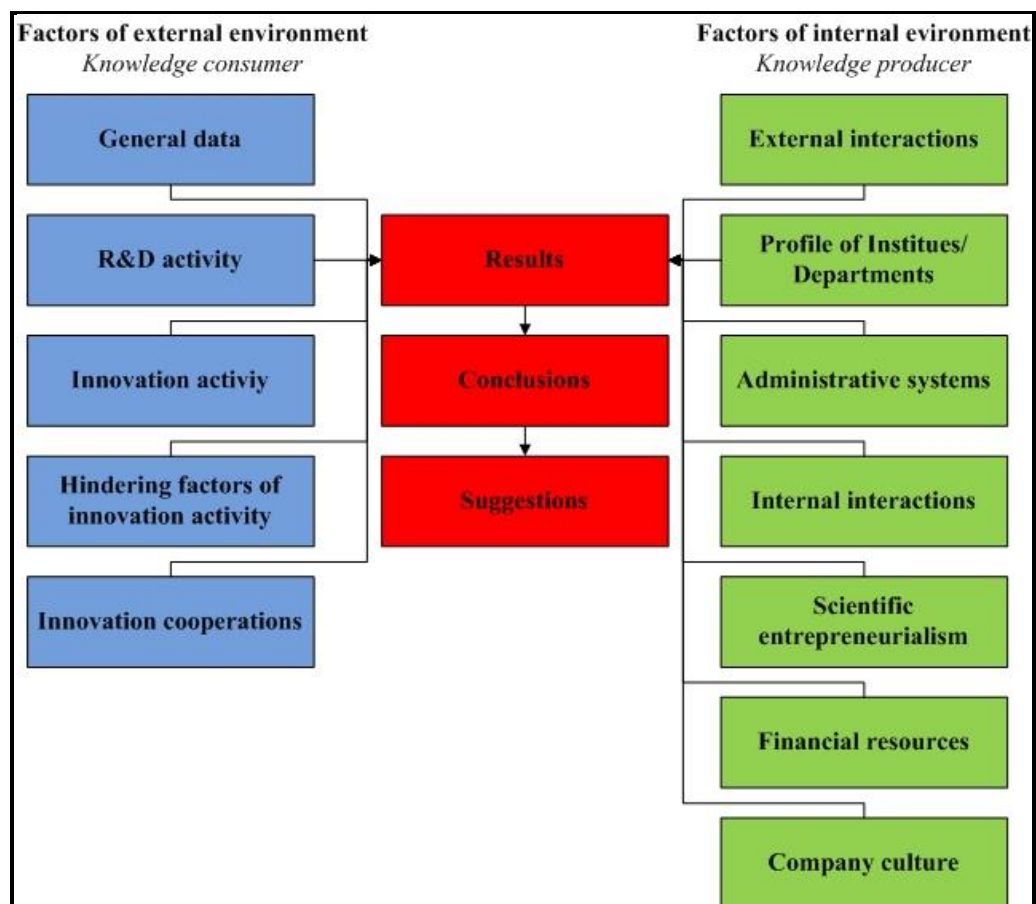 Factors of external environment
Knowledge consumer
General data
R&D activity
Innovation activiy
Hindering factors of
innovation activity
Innovation cooperations
Results
Conclusions
Suggestions
Factors of internal evironment
Knowledge producer
External interactions
Profile of Institues/
Departments
Administrative systems
Internal interactions
Scientific
entrepreneurialism
Financial resources
Company culture